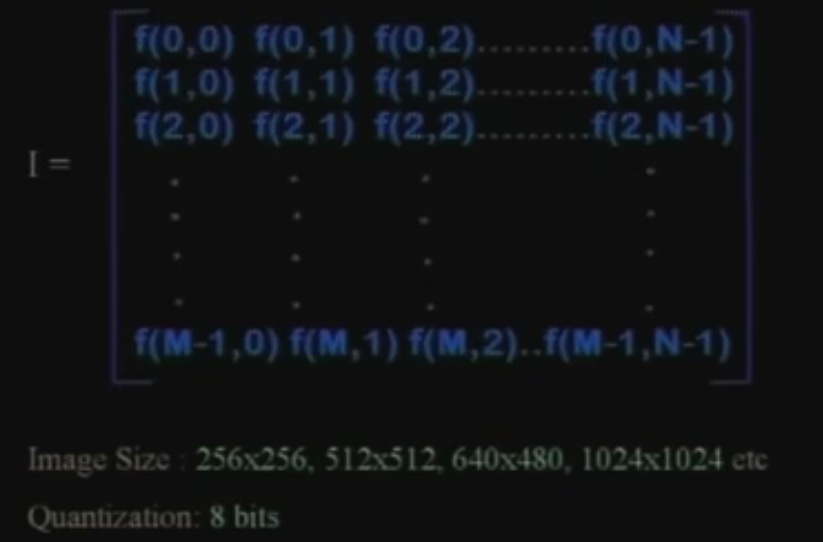 f(0,0) f(0,1) f(0,2).........f(0,N-1)
f(1,0) f(1,1) f(1,2).........f(1,N-1)
f(2,0) f(2,1) f(2,2).........f(2,N-1)
I =
. . . .
. . . .
. . . .
. . . .
f(M-1,0) f(M,1) f(M,2)..f(M-1,N-1)
Image Size : 256x256, 512x512, 640x480, 1024x1024 etc
Quantization: 8 bits